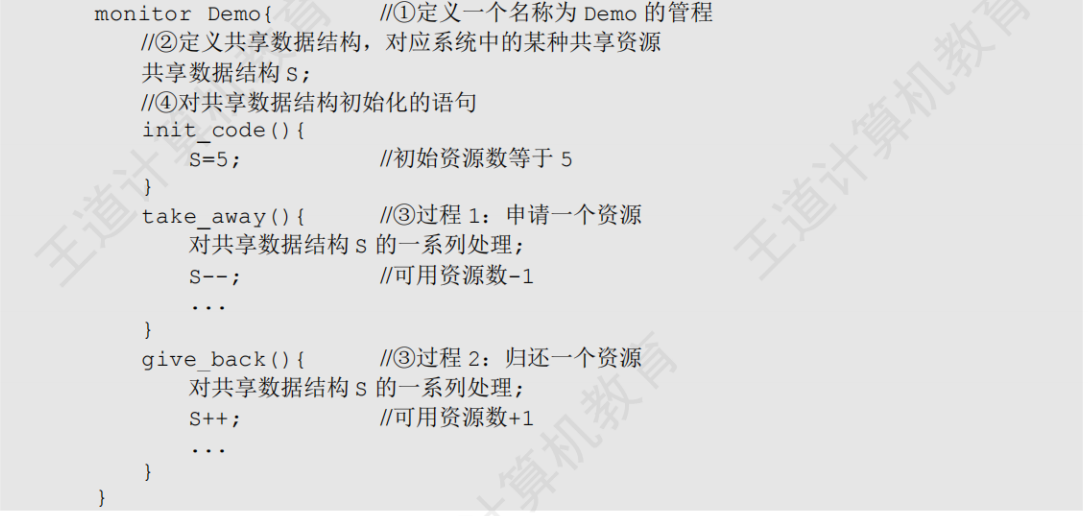 monitor Demo{ //①定义一个名称为 Demo 的管程
//②定义共享数据结构，对应系统中的某种共享资源
共享数据结构 S;
//④对共享数据结构初始化的语句
init_code(){
S=5; //初始资源数等于 5
}
take_away(){ //③过程 1：申请一个资源
对共享数据结构 S 的一系列处理;
S--; //可用资源数-1
...
}
give_back(){ //③过程 2：归还一个资源
对共享数据结构 S 的一系列处理;
S++; //可用资源数+1
...
}
}
王道计算机教育
王道计算机教育
算机教育